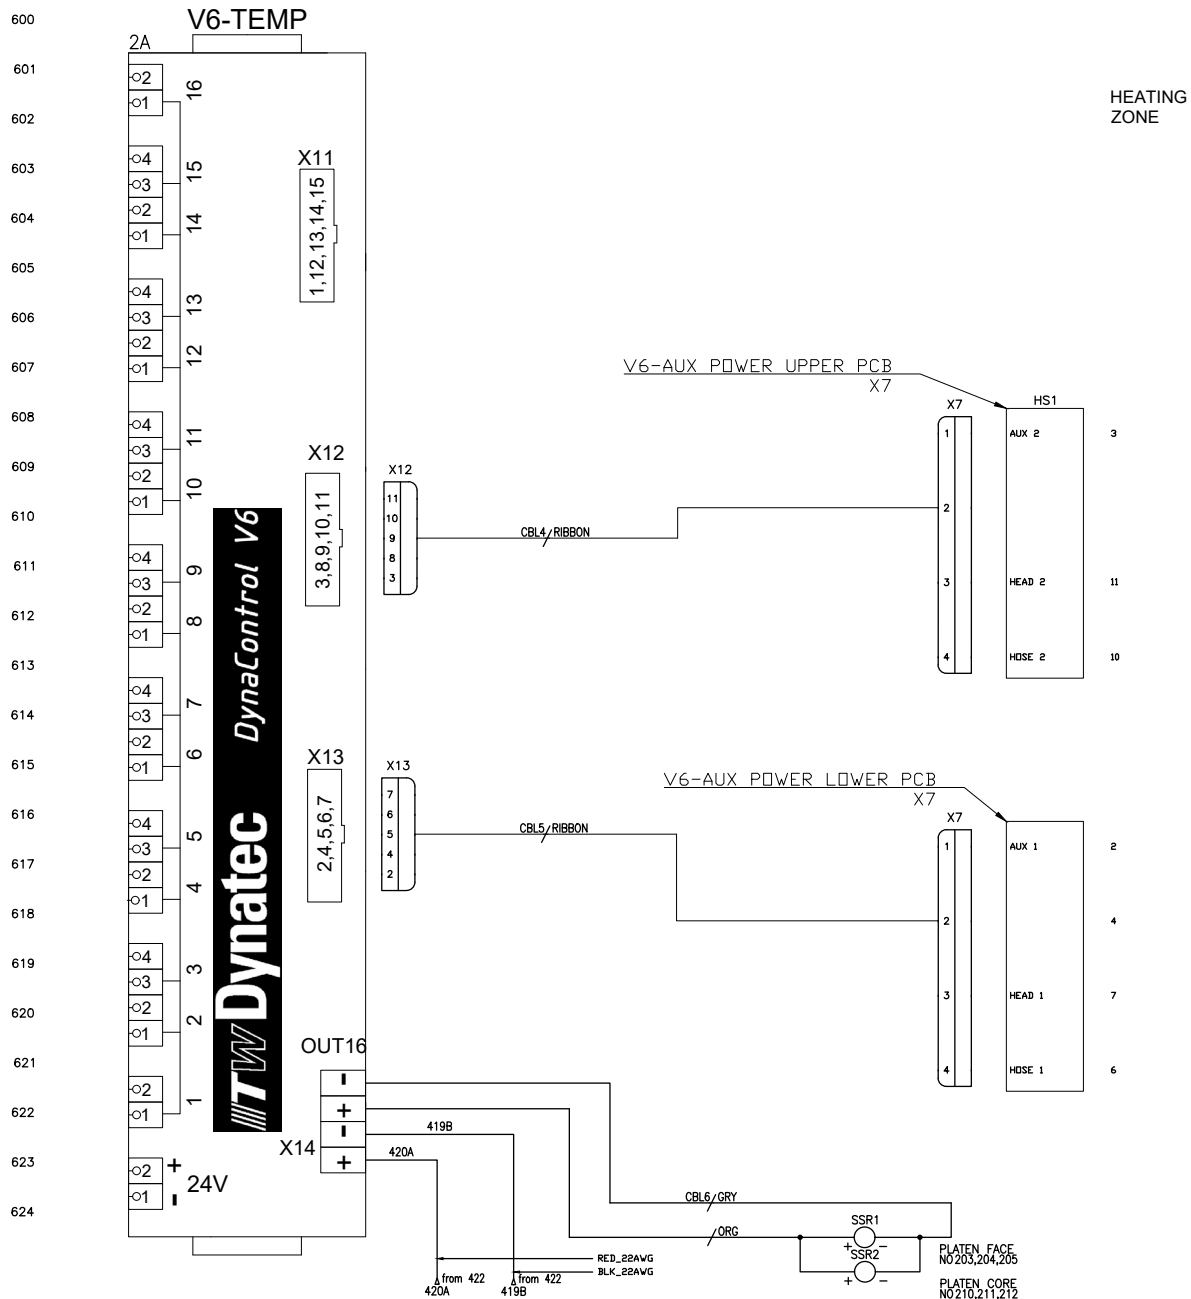 600
V6-TEMP
2A
601
2
1
16
HEATING
ZONE
602
603
4
3
2
1
15
14
X11
1,12,13,14,15
604
605
606
4
3
2
1
13
12
607
V6-AUX POWER UPPER PCB
X7
608
4
3
2
1
11
10
X12
3,8,9,10,11
X12
11
10
9
8
3
CBL4/RIBBON
X7
1
2
3
4
HS1
AUX 2
3
HEAD 2
11
HOSE 2
10
609
610
611
4
3
2
1
9
8
612
613
614
4
3
2
1
7
6
615
X13
2,4,5,6,7
X13
7
6
5
4
2
CBL5/RIBBON
V6-AUX POWER LOWER PCB
X7
X7
1
2
3
4
AUX 1
2
4
HEAD 1
7
HOSE 1
6
616
617
4
3
2
1
5
4
618
619
4
3
2
1
3
2
620
621
2
1
1
622
ITW Dynatec DynaControl V6
OUT16
-
+
-
+
X14
419B
420A
623
2
1
+
-
24V
624
CBL6/GRY
ORG
SSR1
+ -
SSR2
+ -
PLATEN FACE
NO203,204,205
PLATEN CORE
NO210,211,212
RED_22AWG
BLK_22AWG
from 422
420A
from 422
419B